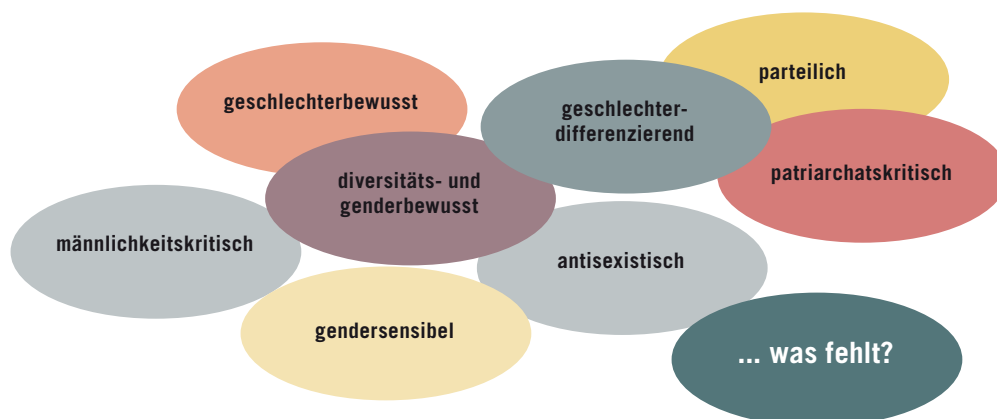 parteilich
geschlechterbewusst
geschlechter-
differenzierend
patriarchatskritisch
diversitäts- und
genderbewusst
männlichkeitskritisch
antisexistisch
gendersensibel
... was fehlt?